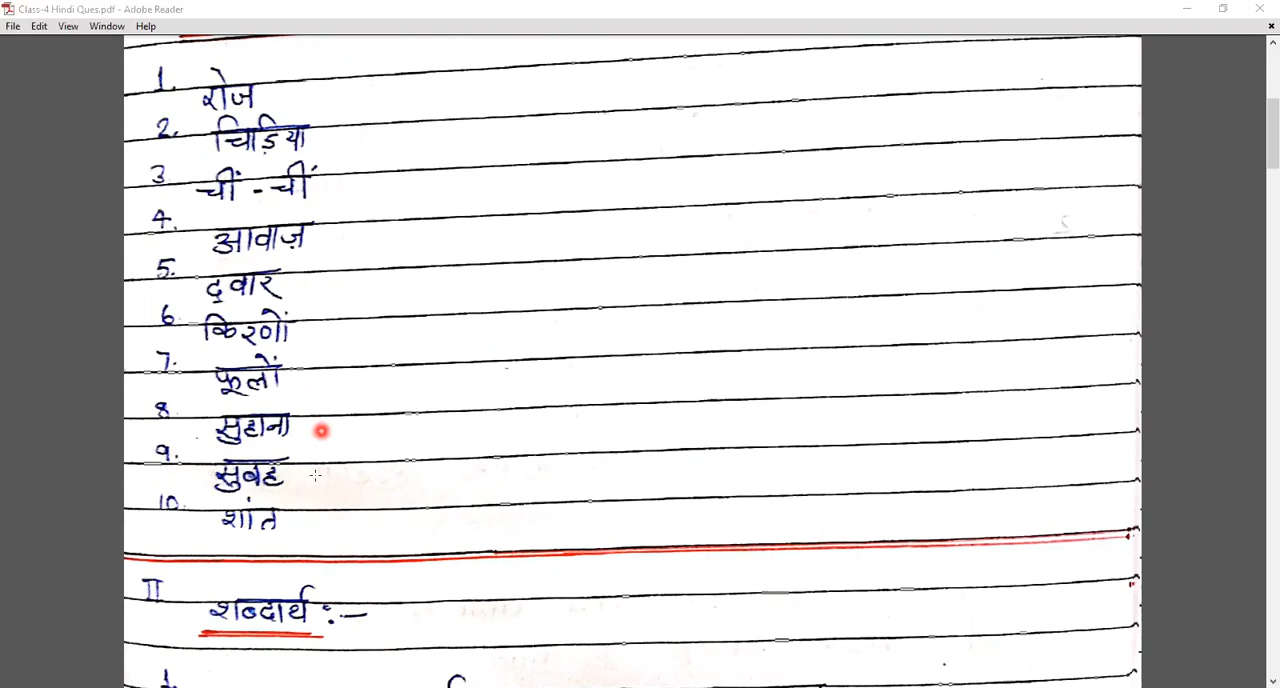 Class-4 Hindi Ques.pdf - Adobe Reader
File Edit View Window Help
1. रोज
2. चिड़िया
3 चीं - चीं
4. आवाज़
5. द्वार
6 किरणों
7. फूलों
8 सुहाना
9. सुबह
10. शांत
II शब्दार्थ :-
1.